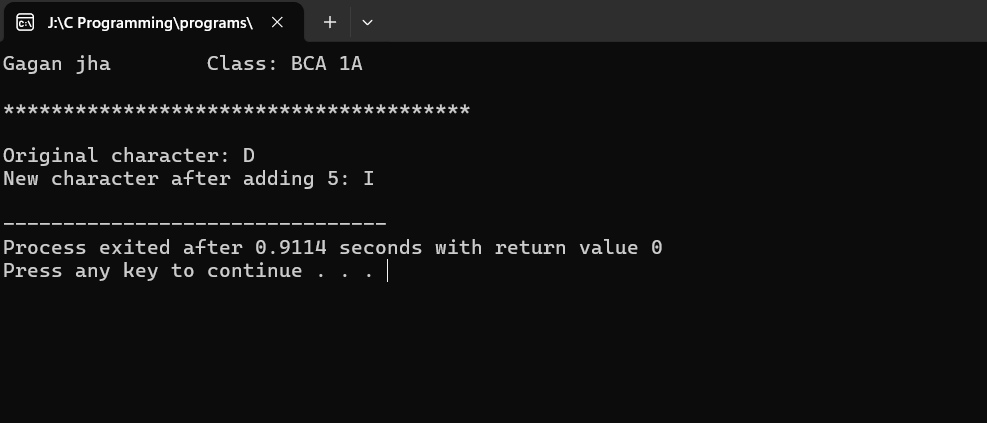 J:\C Programming\programs\
Gagan jha        Class: BCA 1A
***************************************
Original character: D
New character after adding 5: I
--------------------------------
Process exited after 0.9114 seconds with return value 0
Press any key to continue . . .